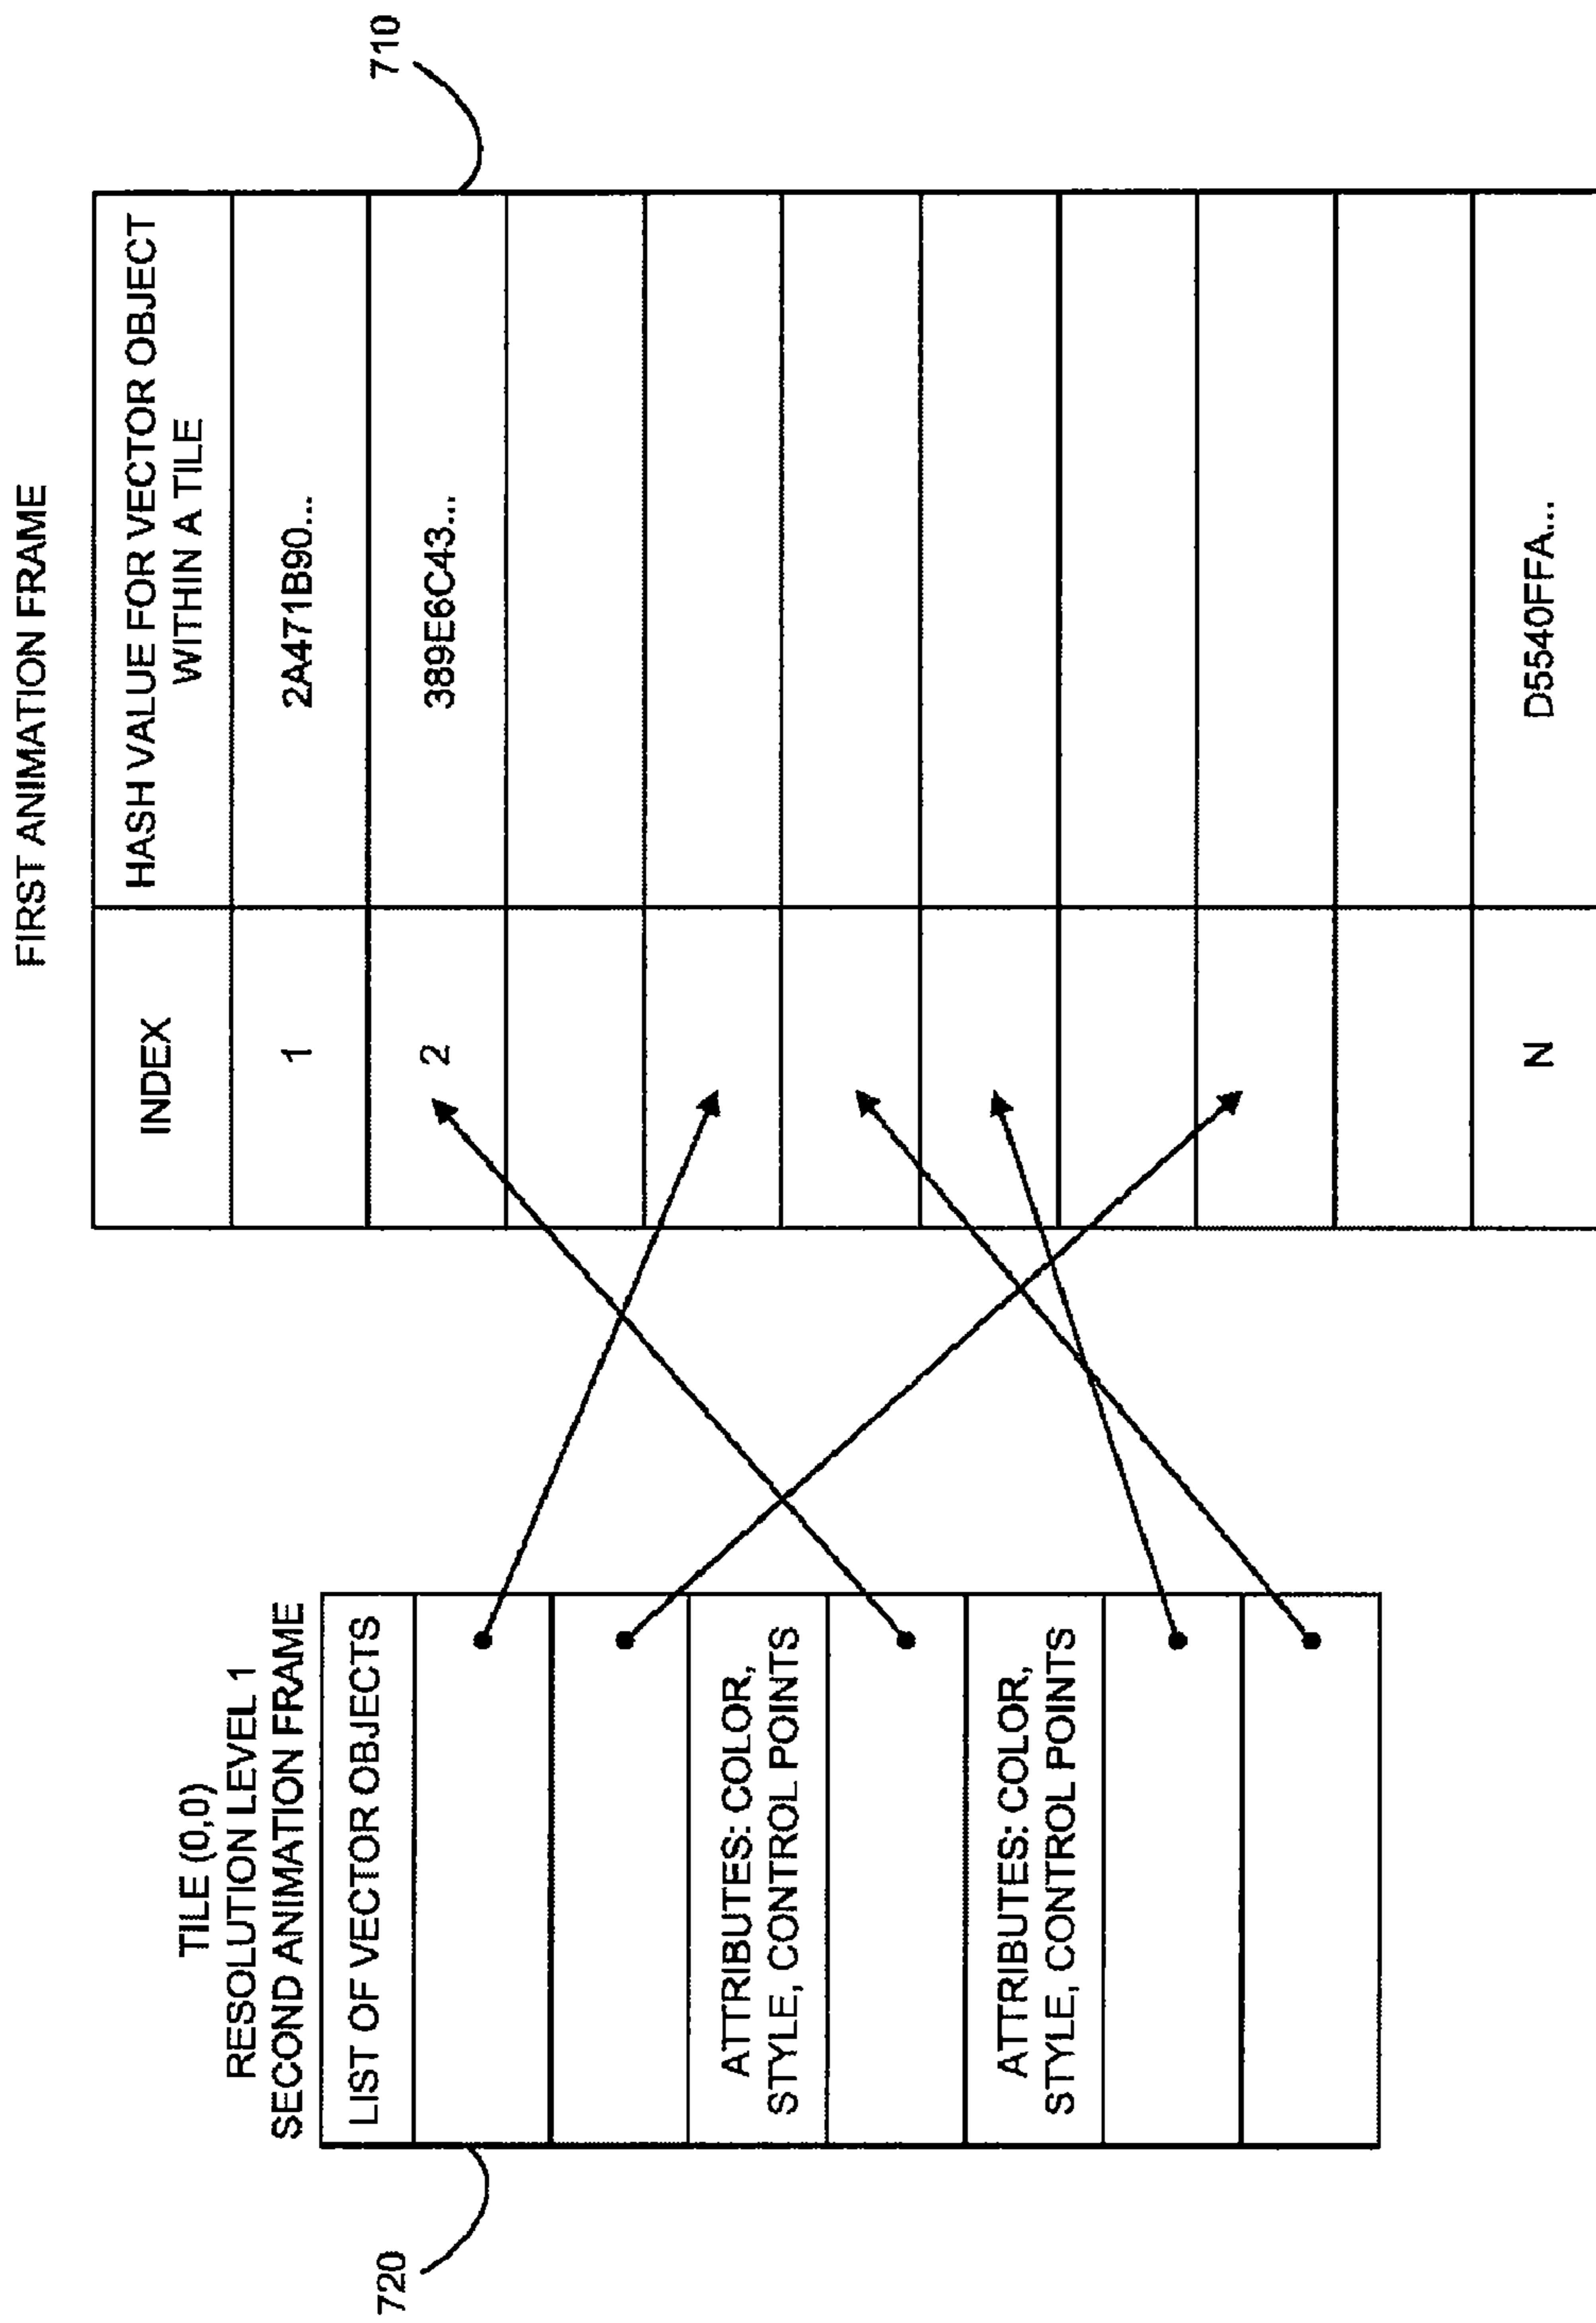 TILE (0,0)
RESOLUTION LEVEL 1
SECOND ANIMATION FRAME
720
LIST OF VECTOR OBJECTS
ATTRIBUTES: COLOR,
STYLE, CONTROL POINTS
ATTRIBUTES: COLOR,
STYLE, CONTROL POINTS
FIRST ANIMATION FRAME
710
INDEX
HASH VALUE FOR VECTOR OBJECT
WITHIN A TILE
1
2A471B90...
2
389E6C43...
N
D5540FFA...